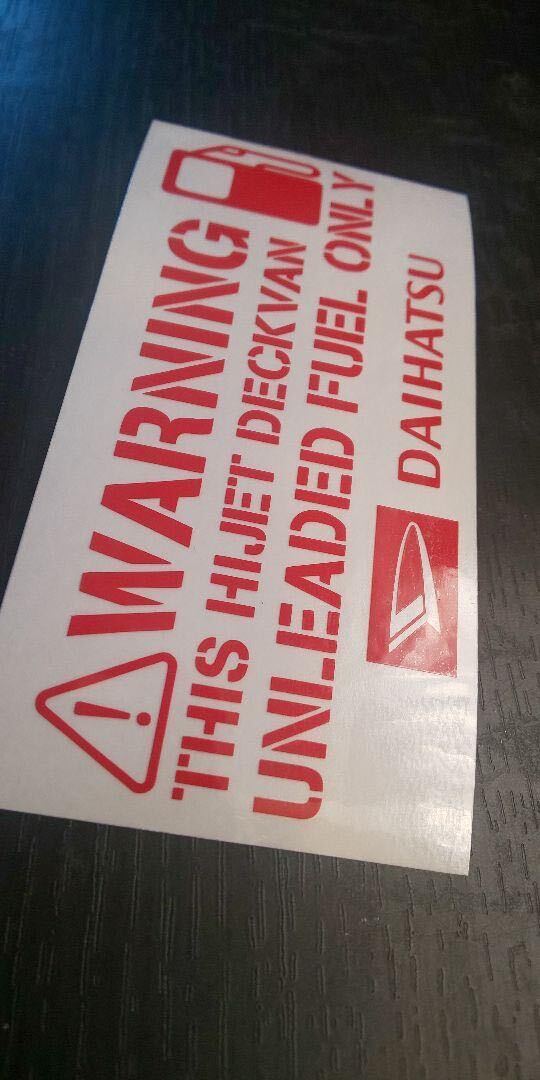 WARNING
THIS HIJET DECKVAN
UNLEADED FUEL ONLY
DAIHATSU